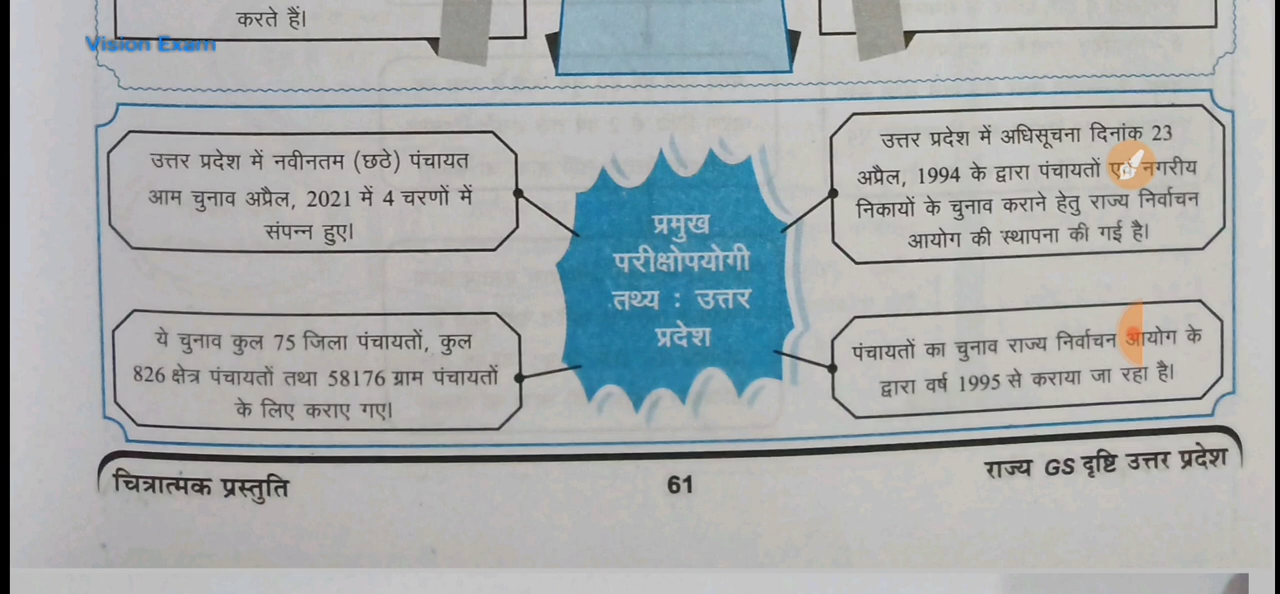 करते हैं।
Vision Exam
उत्तर प्रदेश में नवीनतम (छठे) पंचायत
आम चुनाव अप्रैल, 2021 में 4 चरणों में
संपन्न हुए।
उत्तर प्रदेश में अधिसूचना दिनांक 23
अप्रैल, 1994 के द्वारा पंचायतों एवं नगरीय
निकायों के चुनाव कराने हेतु राज्य निर्वाचन
आयोग की स्थापना की गई है।
प्रमुख
परीक्षोपयोगी
तथ्य : उत्तर
प्रदेश
ये चुनाव कुल 75 जिला पंचायतों, कुल
826 क्षेत्र पंचायतों तथा 58176 ग्राम पंचायतों
के लिए कराए गए।
पंचायतों का चुनाव राज्य निर्वाचन आयोग के
द्वारा वर्ष 1995 से कराया जा रहा है।
चित्रात्मक प्रस्तुति
61
राज्य GS दृष्टि उत्तर प्रदेश